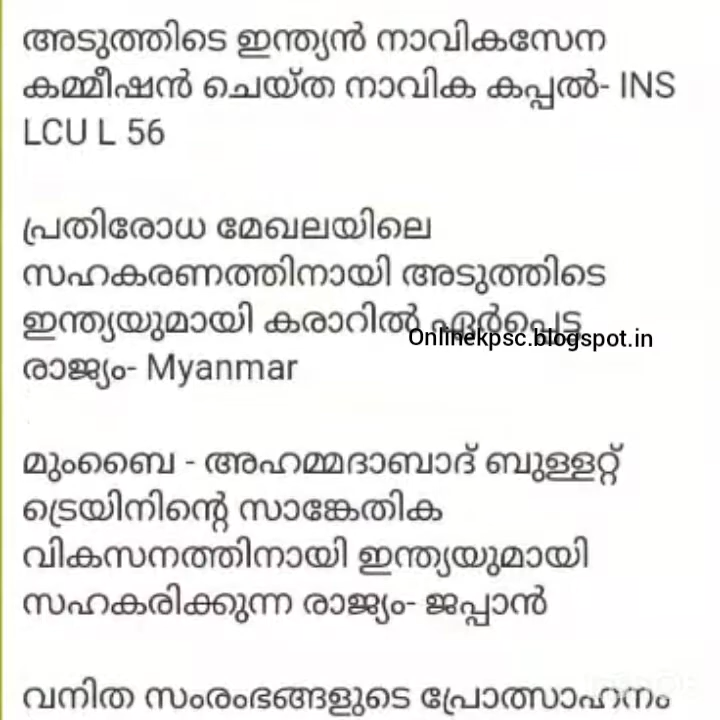 അടുത്തിടെ ഇന്ത്യൻ നാവികസേന
കമ്മീഷൻ ചെയ്ത നാവിക കപ്പൽ- INS
LCU L 56
പ്രതിരോധ മേഖലയിലെ
സഹകരണത്തിനായി അടുത്തിടെ
ഇന്ത്യയുമായി കരാറിൽ ഏർപ്പെട്ട
Onlinekpsc.blogspot.in
രാജ്യം- Myanmar
മുംബൈ - അഹമ്മദാബാദ് ബുള്ളറ്റ്
ട്രെയിനിന്റെ സാങ്കേതിക
വികസനത്തിനായി ഇന്ത്യയുമായി
സഹകരിക്കുന്ന രാജ്യം- ജപ്പാൻ
വനിത സംരംഭങ്ങളുടെ പ്രോത്സാഹനം